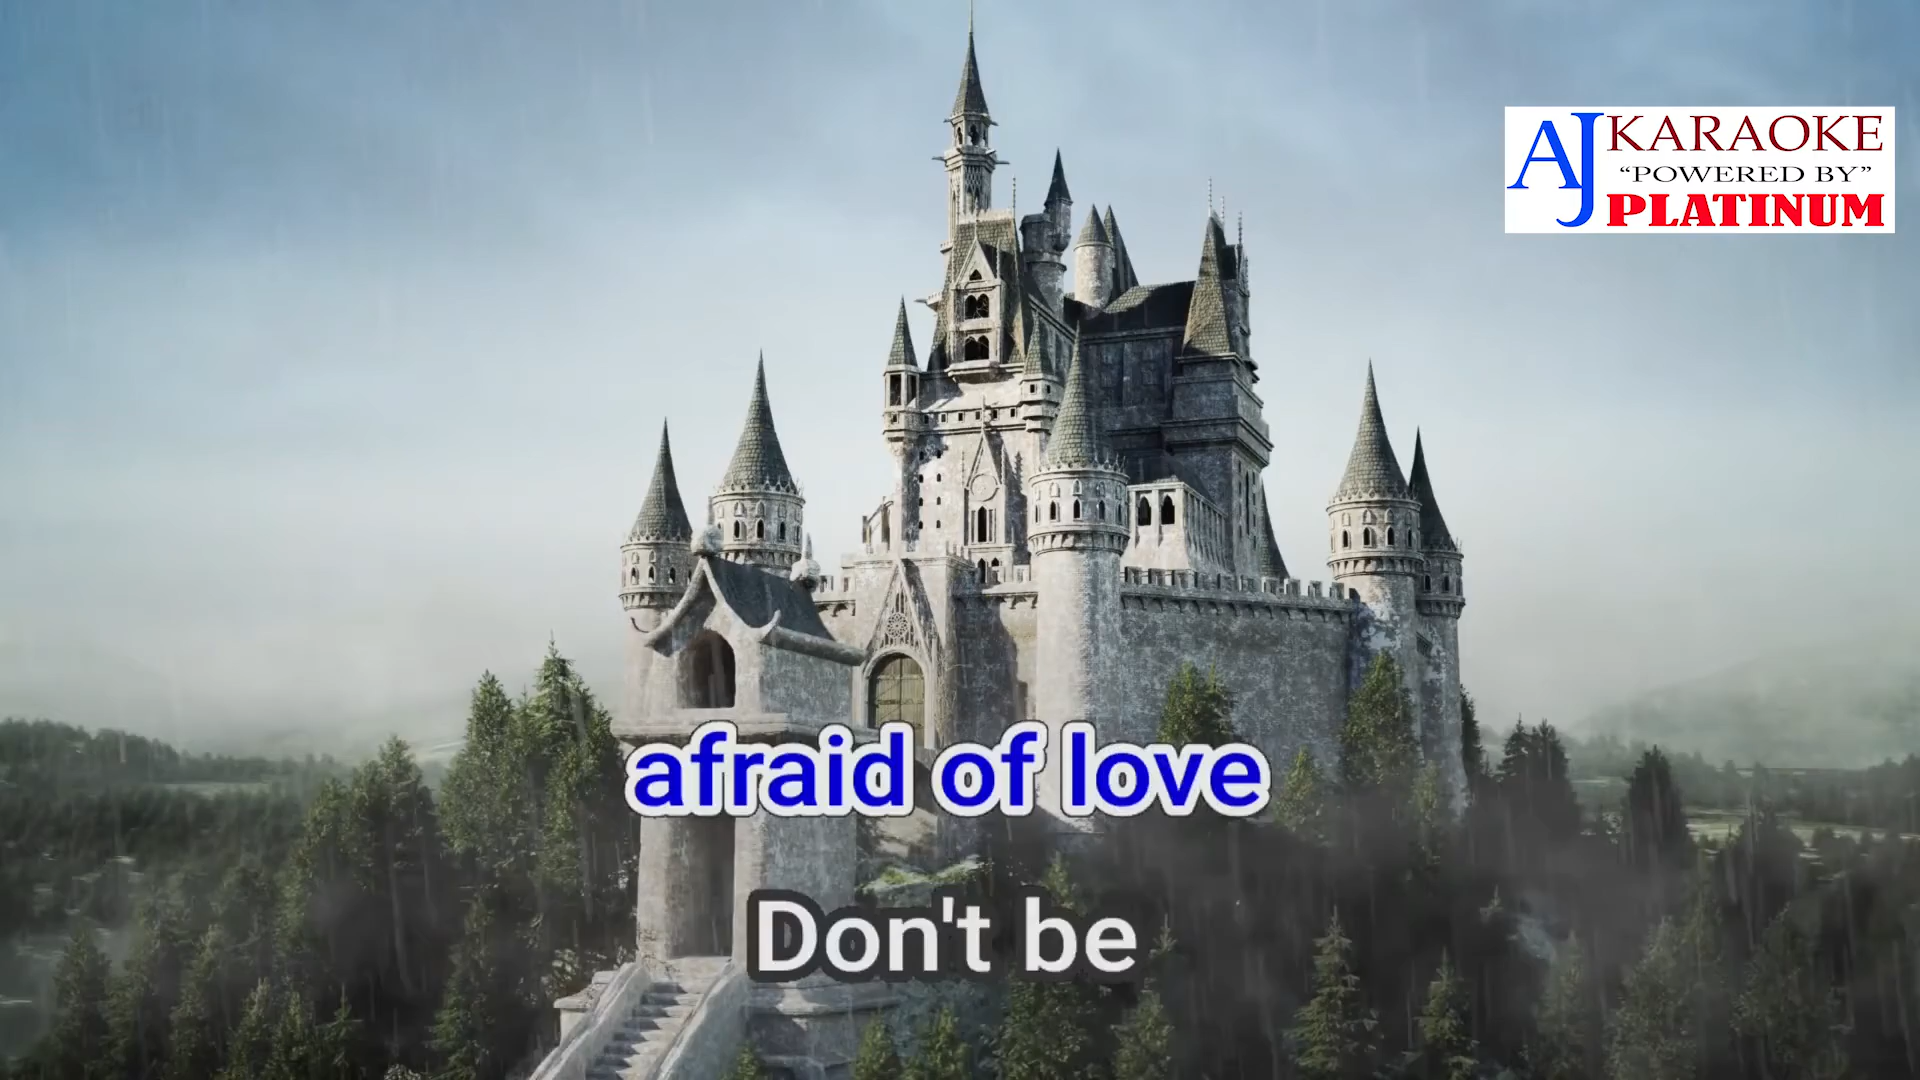 AJ KARAOKE
“POWERED BY”
PLATINUM
afraid of love
Don't be